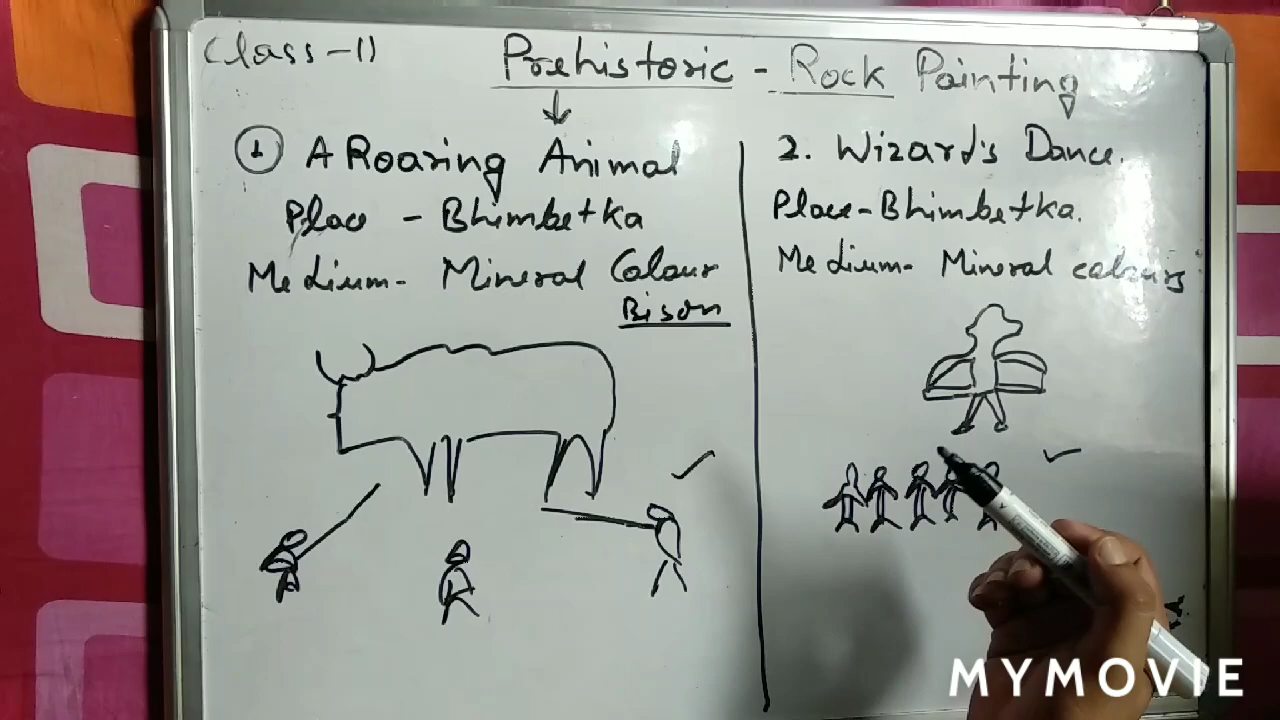 Class-11
Prehistoric - Rock Painting
① A Roaring Animal
Place - Bhimbetka
Medium- Mineral Colour
Bison
2. Wizard's Dance.
Place-Bhimbetka.
Medium- Mineral colours
MYMOVIE